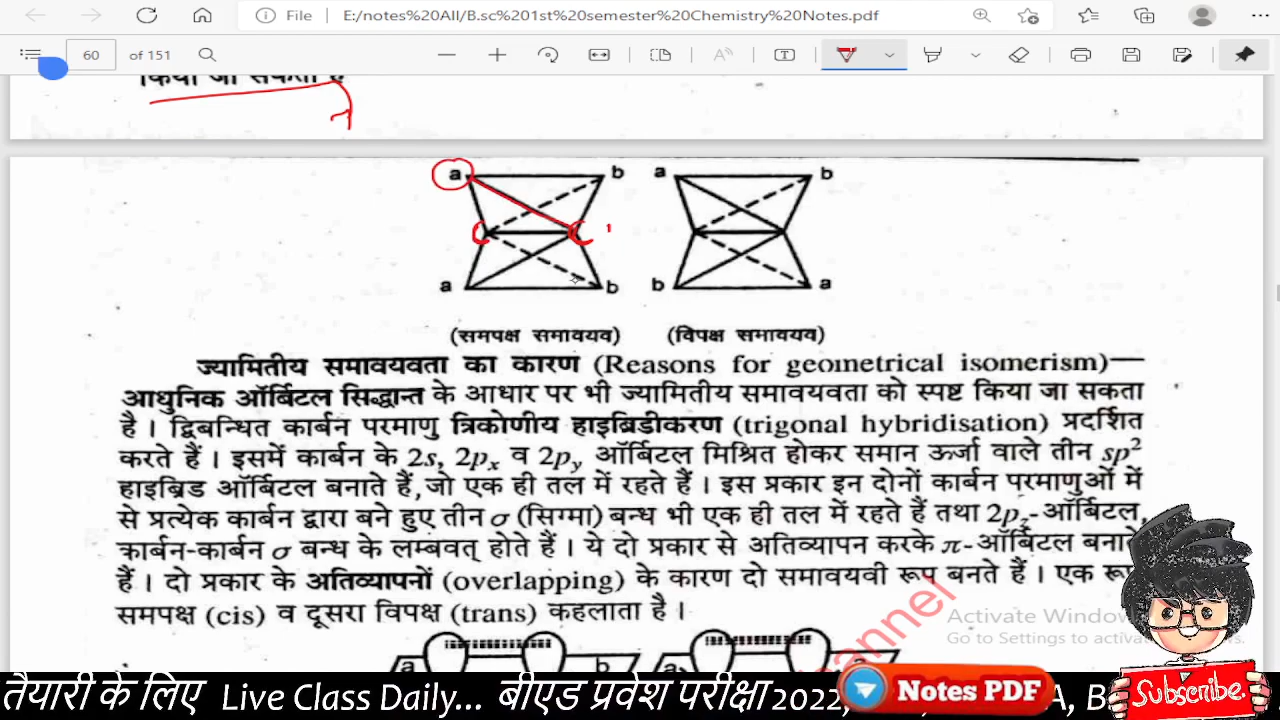 File E:/notes%20All/B.sc%201st%20semester%20Chemistry%20Notes.pdf
60 of 151
किया जा सकता है
a b a b
a b b a
(समपक्ष समावयव) (विपक्ष समावयव)
ज्यामितीय समावयवता का कारण (Reasons for geometrical isomerism)—
आधुनिक ऑर्बिटल सिद्धान्त के आधार पर भी ज्यामितीय समावयवता को स्पष्ट किया जा सकता
है । द्विबन्धित कार्बन परमाणु त्रिकोणीय हाइब्रिडीकरण (trigonal hybridisation) प्रदर्शित
करते हैं । इसमें कार्बन के 2s, 2pₓ व 2p_y ऑर्बिटल मिश्रित होकर समान ऊर्जा वाले तीन sp²
हाइब्रिड ऑर्बिटल बनाते हैं, जो एक ही तल में रहते हैं । इस प्रकार इन दोनों कार्बन परमाणुओं में
से प्रत्येक कार्बन द्वारा बने हुए तीन σ (सिग्मा) बन्ध भी एक ही तल में रहते हैं तथा 2p_z-ऑर्बिटल,
कार्बन-कार्बन σ बन्ध के लम्बवत् होते हैं । ये दो प्रकार से अतिव्यापन करके π-ऑर्बिटल बनाते
हैं । दो प्रकार के अतिव्यापनों (overlapping) के कारण दो समावयवी रूप बनते हैं । एक रूप
समपक्ष (cis) व दूसरा विपक्ष (trans) कहलाता है ।
Activate Window
Go to Settings to activa
a b a a
तैयारी के लिए Live Class Daily... बीएड प्रवेश परीक्षा 2022,
Notes PDF
Subscribe.